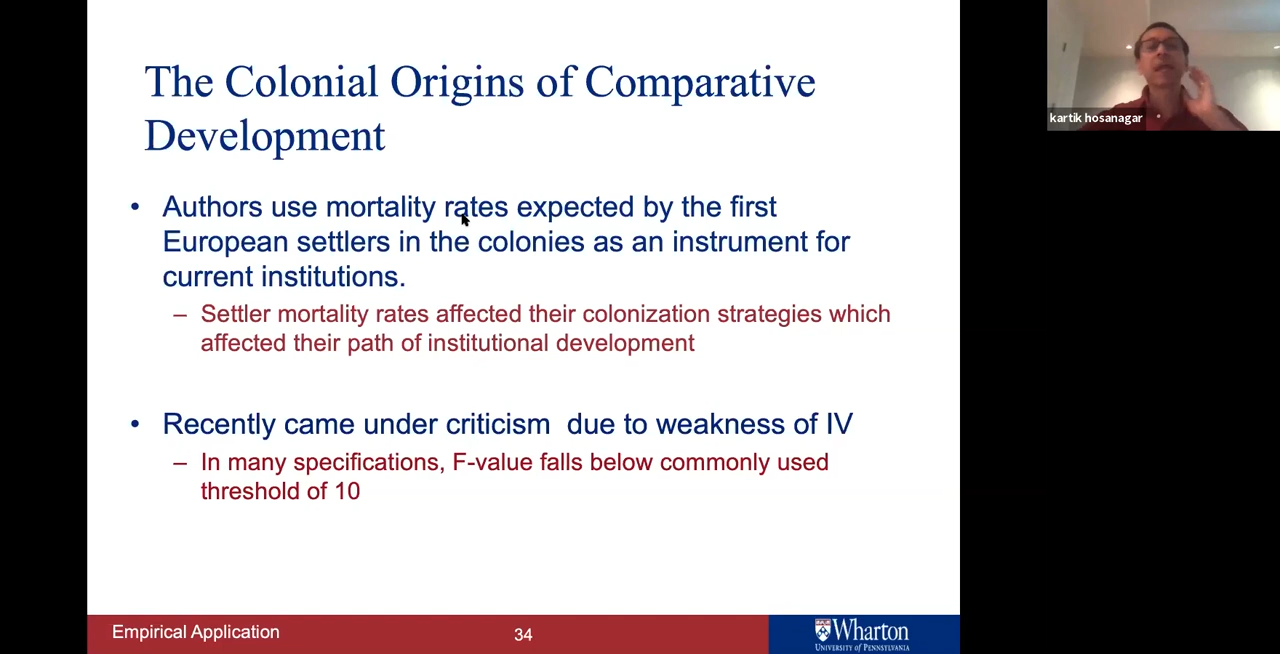 The Colonial Origins of Comparative
Development
• Authors use mortality rates expected by the first
European settlers in the colonies as an instrument for
current institutions.
– Settler mortality rates affected their colonization strategies which
affected their path of institutional development
• Recently came under criticism  due to weakness of IV
– In many specifications, F-value falls below commonly used
threshold of 10
Empirical Application
34
Wharton
UNIVERSITY of PENNSYLVANIA
kartik hosanagar